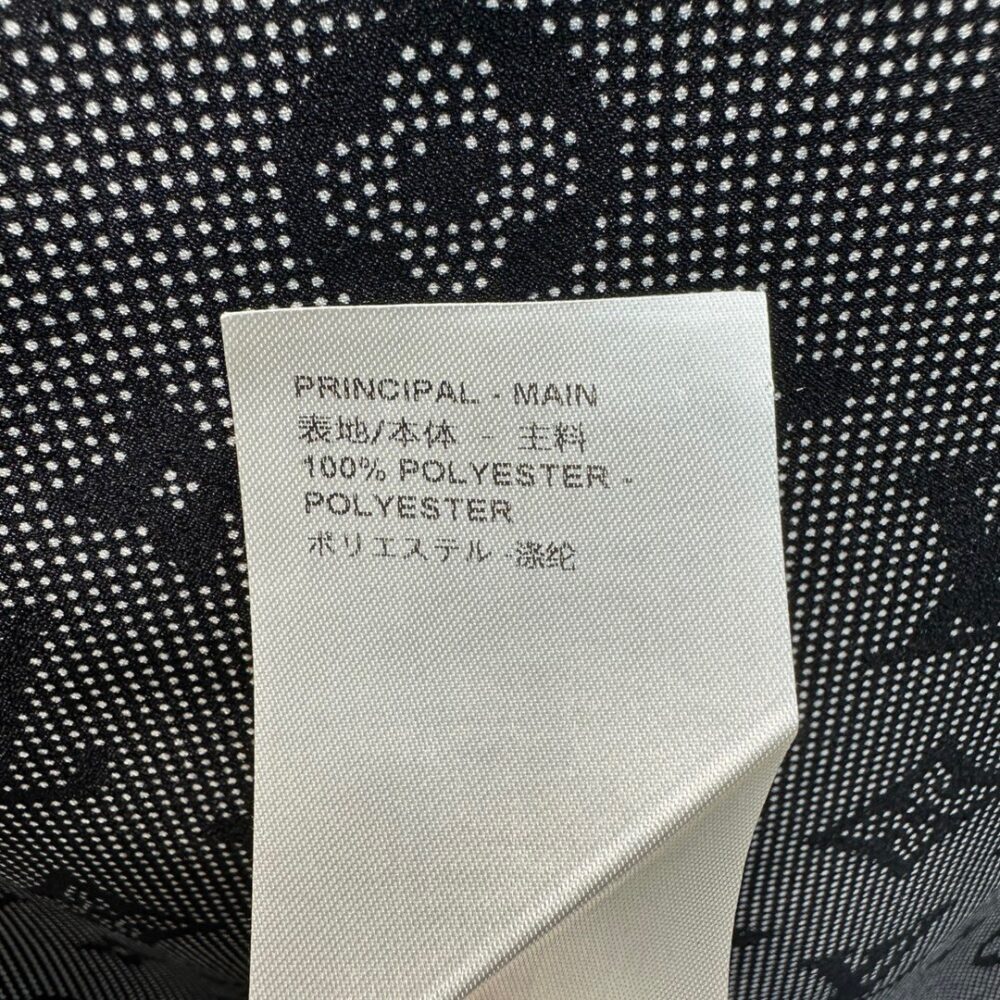 PRINCIPAL - MAIN
表地/本体 - 主料
100% POLYESTER -
POLYESTER
ポリエステル -涤纶